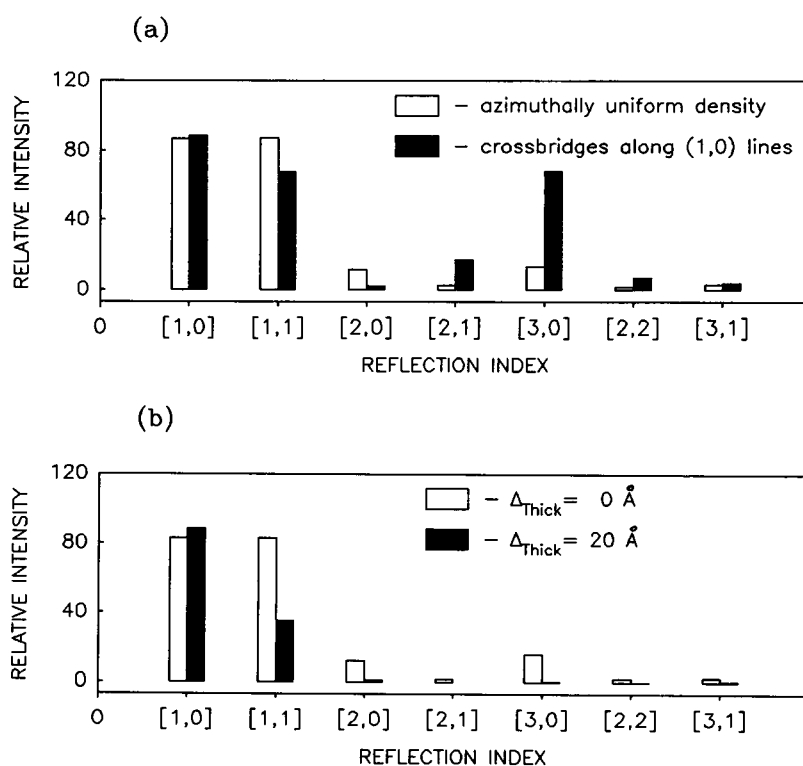 (a)
120
80
40
0
RELATIVE INTENSITY
– azimuthally uniform density
– crossbridges along (1,0) lines
0 [1,0] [1,1] [2,0] [2,1] [3,0] [2,2] [3,1]
REFLECTION INDEX
(b)
120
80
40
0
RELATIVE INTENSITY
– ΔThick= 0 Å
– ΔThick= 20 Å
0 [1,0] [1,1] [2,0] [2,1] [3,0] [2,2] [3,1]
REFLECTION INDEX